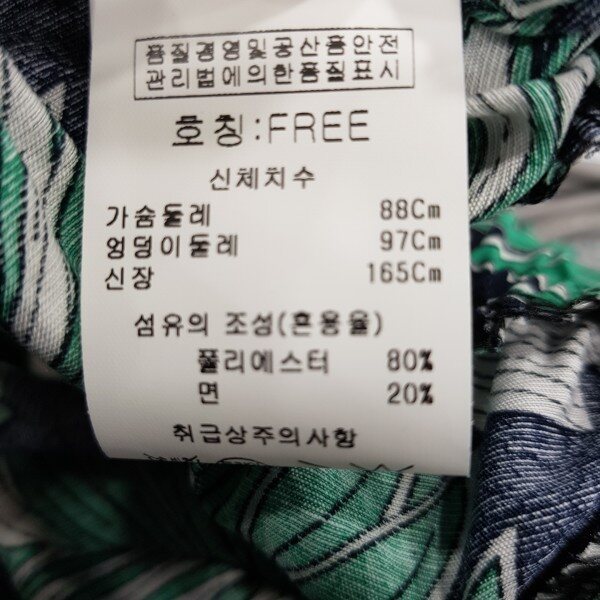 품질경영및공산품안전
관리법에의한품질표시
호칭:FREE
신체치수
가슴둘레 88Cm
엉덩이둘레 97Cm
신장 165Cm
섬유의 조성(혼용율)
폴리에스터 80%
면 20%
취급상주의사항